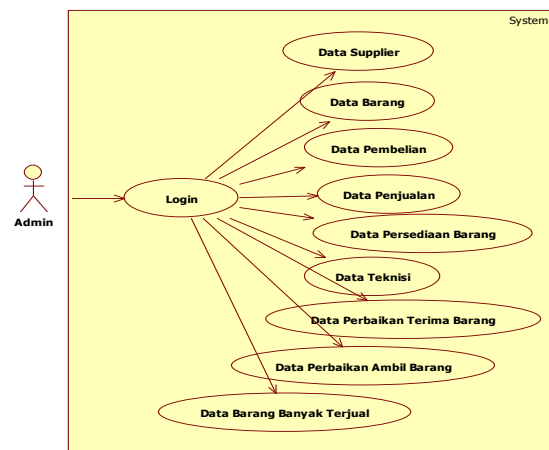 System
Data Supplier
Data Barang
Data Pembelian
Login
Data Penjualan
Admin
Data Persediaan Barang
Data Teknisi
Data Perbaikan Terima Barang
Data Perbaikan Ambil Barang
Data Barang Banyak Terjual